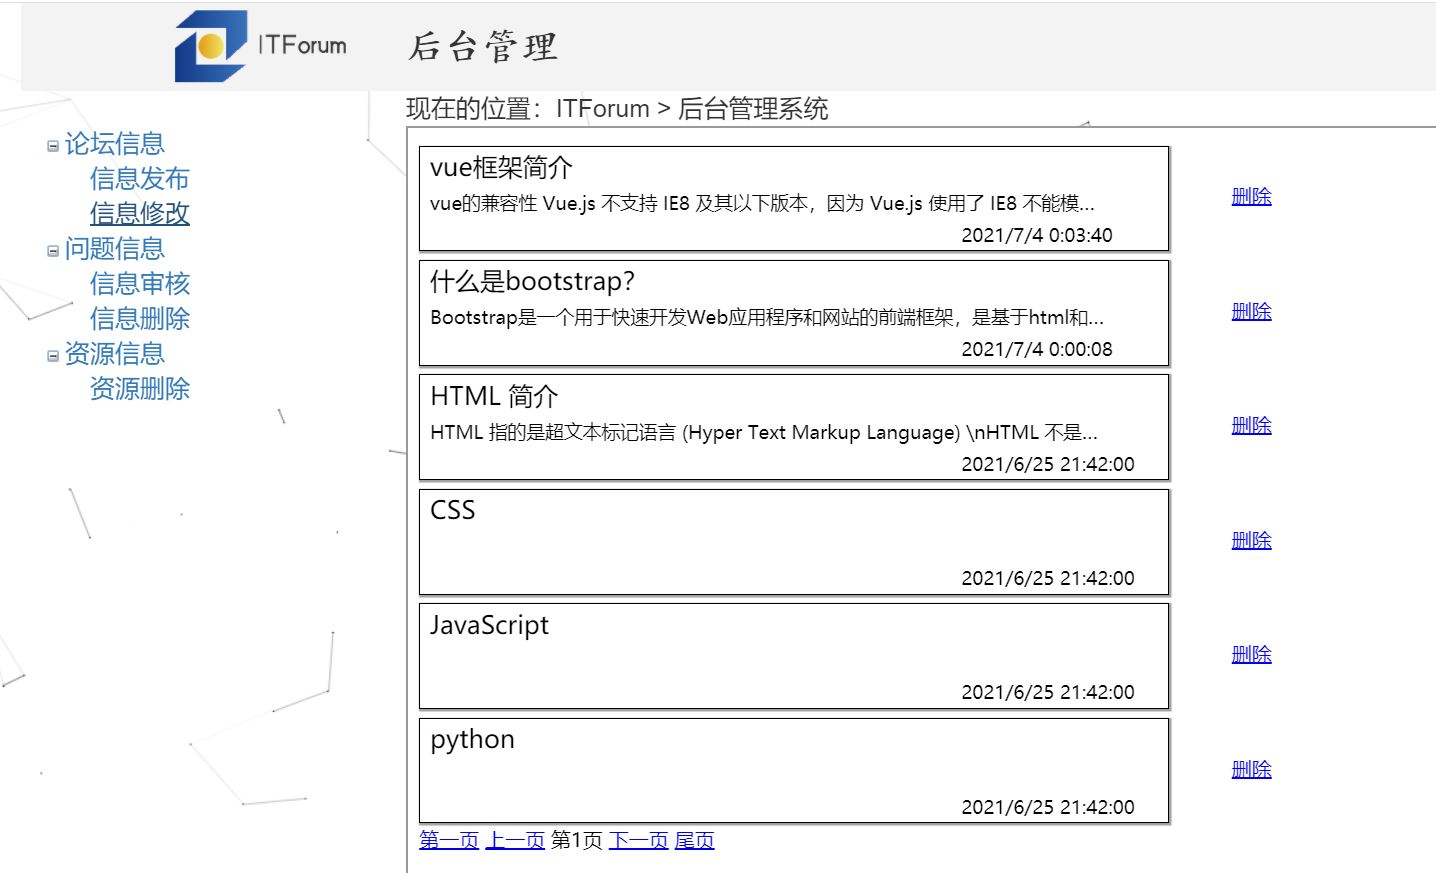 ITForum 后台管理
现在的位置：ITForum > 后台管理系统
论坛信息
信息发布
信息修改
问题信息
信息审核
信息删除
资源信息
资源删除
vue框架简介
vue的兼容性 Vue.js 不支持 IE8 及其以下版本，因为 Vue.js 使用了 IE8 不能模...
2021/7/4 0:03:40
删除
什么是bootstrap？
Bootstrap是一个用于快速开发Web应用程序和网站的前端框架，是基于html和...
2021/7/4 0:00:08
删除
HTML 简介
HTML 指的是超文本标记语言 (Hyper Text Markup Language) \nHTML 不是...
2021/6/25 21:42:00
删除
CSS
2021/6/25 21:42:00
删除
JavaScript
2021/6/25 21:42:00
删除
python
2021/6/25 21:42:00
删除
第一页 上一页 第1页 下一页 尾页